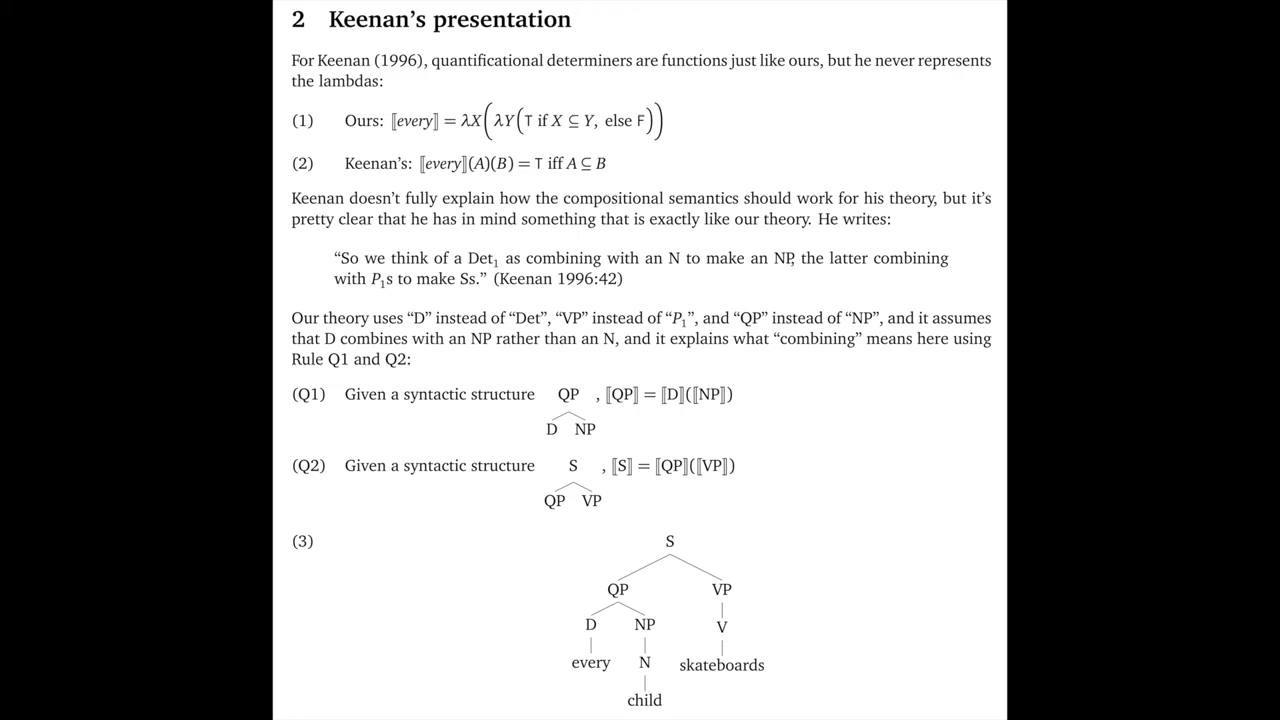 2 Keenan's presentation
For Keenan (1996), quantificational determiners are functions just like ours, but he never represents
the lambdas:
(1) Ours: ⟦every⟧ = λX(λY(T if X ⊆ Y, else F))
(2) Keenan's: ⟦every⟧(A)(B) = T iff A ⊆ B
Keenan doesn't fully explain how the compositional semantics should work for his theory, but it's
pretty clear that he has in mind something that is exactly like our theory. He writes:
“So we think of a Det₁ as combining with an N to make an NP, the latter combining
with P₁s to make Ss.” (Keenan 1996:42)
Our theory uses “D” instead of “Det”, “VP” instead of “P₁”, and “QP” instead of “NP”, and it assumes
that D combines with an NP rather than an N, and it explains what “combining” means here using
Rule Q1 and Q2:
(Q1) Given a syntactic structure QP , ⟦QP⟧ = ⟦D⟧(⟦NP⟧)
D NP
(Q2) Given a syntactic structure S , ⟦S⟧ = ⟦QP⟧(⟦VP⟧)
QP VP
(3) S
QP VP
D NP V
every N skateboards
child